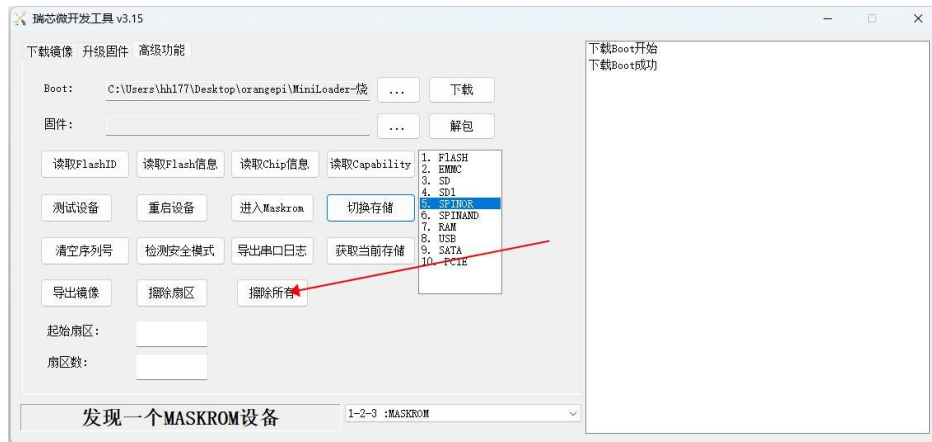 瑞芯微开发工具 v3.15
下载镜像 升级固件 高级功能
Boot: C:\Users\hhl77\Desktop\orangepi\MiniLoader-烧 ... 下载
固件: ... 解包
读取FlashID 读取Flash信息 读取Chip信息 读取Capability
测试设备 重启设备 进入Maskrom 切换存储
清空序列号 检测安全模式 导出串口日志 获取当前存储
导出镜像 擦除扇区 擦除所有
1. FlASH
2. EMMC
3. SD
4. SD1
5. SPINOR
6. SPINAND
7. RAM
8. USB
9. SATA
10. PCIE
起始扇区:
扇区数:
发现一个MASKROM设备 1-2-3 :MASKROM
下载Boot开始
下载Boot成功